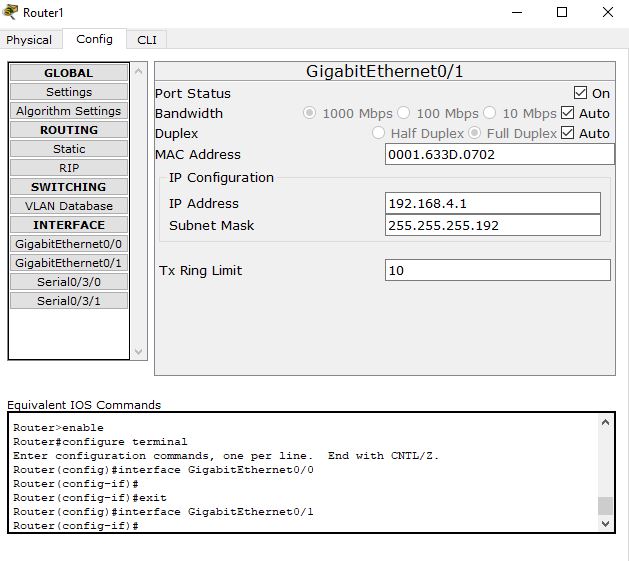 Router1
Physical Config CLI
GLOBAL
Settings
Algorithm Settings
ROUTING
Static
RIP
SWITCHING
VLAN Database
INTERFACE
GigabitEthernet0/0
GigabitEthernet0/1
Serial0/3/0
Serial0/3/1
GigabitEthernet0/1
Port Status On
Bandwidth 1000 Mbps 100 Mbps 10 Mbps Auto
Duplex Half Duplex Full Duplex Auto
MAC Address 0001.633D.0702
IP Configuration
IP Address 192.168.4.1
Subnet Mask 255.255.255.192
Tx Ring Limit 10
Equivalent IOS Commands
Router>enable
Router#configure terminal
Enter configuration commands, one per line.  End with CNTL/Z.
Router(config)#interface GigabitEthernet0/0
Router(config-if)#
Router(config-if)#exit
Router(config)#interface GigabitEthernet0/1
Router(config-if)#